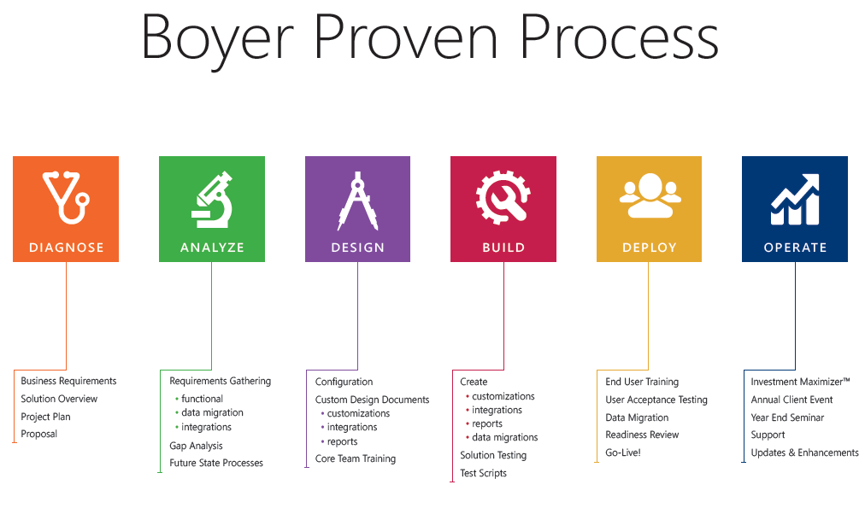 Boyer Proven Process
DIAGNOSE
ANALYZE
DESIGN
BUILD
DEPLOY
OPERATE
Business Requirements
Solution Overview
Project Plan
Proposal
Requirements Gathering
• functional
• data migration
• integrations
Gap Analysis
Future State Processes
Configuration
Custom Design Documents
• customizations
• integrations
• reports
Core Team Training
Create
• customizations
• integrations
• reports
• data migrations
Solution Testing
Test Scripts
End User Training
User Acceptance Testing
Data Migration
Readiness Review
Go-Live!
Investment Maximizer™
Annual Client Event
Year End Seminar
Support
Updates & Enhancements